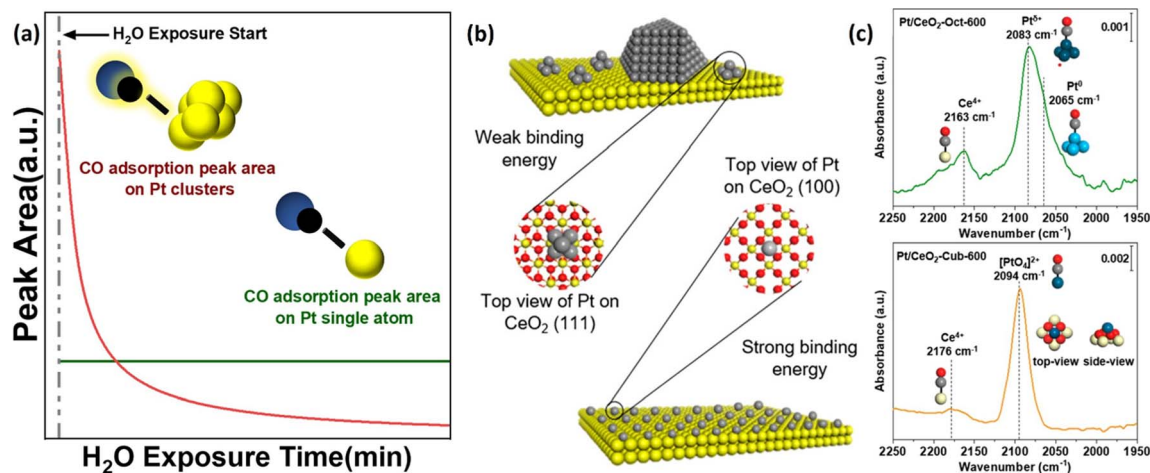 (a)
H₂O Exposure Start
CO adsorption peak area
on Pt clusters
CO adsorption peak area
on Pt single atom
Peak Area(a.u.)
H₂O Exposure Time(min)
(b)
Weak binding
energy
Top view of Pt
on CeO₂ (100)
Top view of Pt on
CeO₂ (111)
Strong binding
energy
(c)
Pt/CeO₂-Oct-600
Ptᵟ⁺
2083 cm⁻¹
0.001
Pt⁰
2065 cm⁻¹
Ce⁴⁺
2163 cm⁻¹
Absorbance (a.u.)
2250 2200 2150 2100 2050 2000 1950
Wavenumber (cm⁻¹)
Pt/CeO₂-Cub-600
[PtO₄]²⁺
2094 cm⁻¹
0.002
Ce⁴⁺
2176 cm⁻¹
top-view side-view
Absorbance (a.u.)
2250 2200 2150 2100 2050 2000 1950
Wavenumber (cm⁻¹)